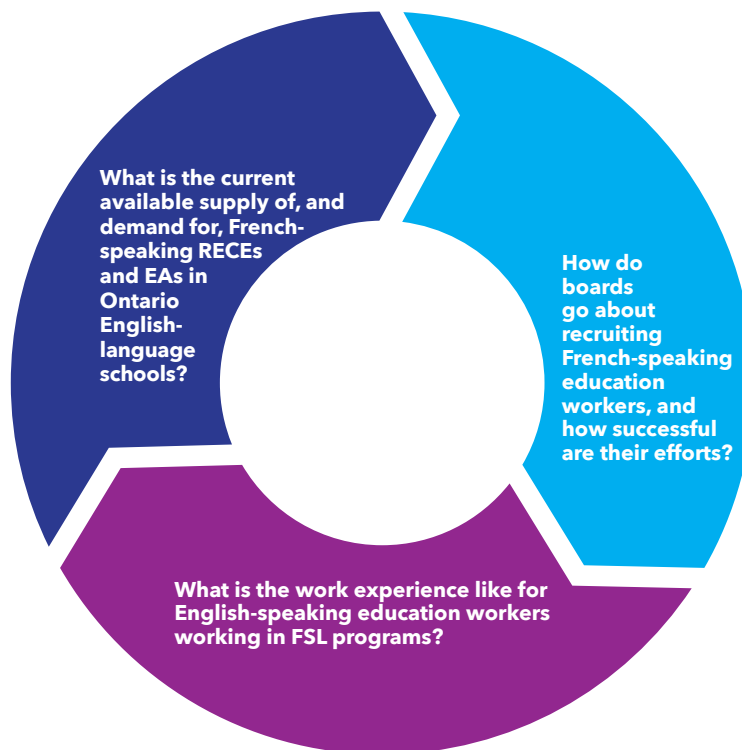 What is the current
available supply of, and
demand for, French-
speaking RECEs
and EAs in
Ontario
English-
language
schools?
How do
boards
go about
recruiting
French-speaking
education
workers, and
how successful
are their efforts?
What is the work experience like for
English-speaking education workers
working in FSL programs?